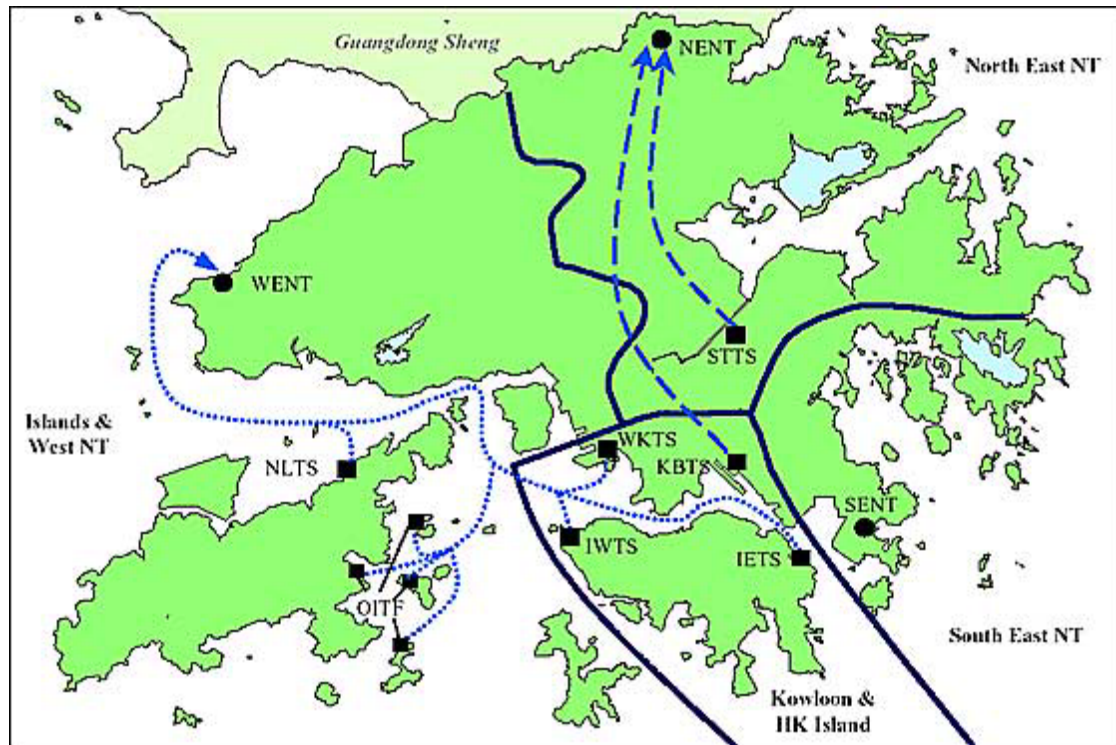 Guangdong Sheng
NENT
North East NT
WENT
STTS
Islands &
West NT
NLTS
WKTS
KBTS
SENT
IWTS
IETS
OITF
South East NT
Kowloon &
HK Island